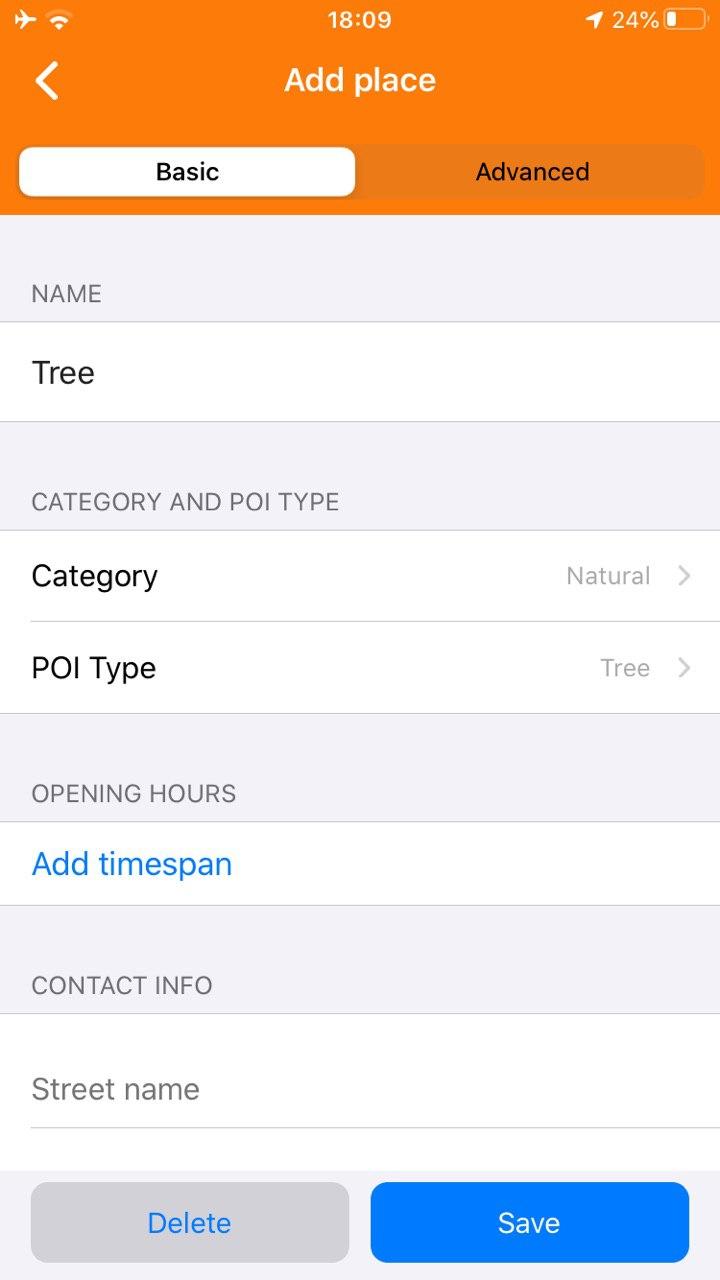 18:09
24%
Add place
Basic
Advanced
NAME
Tree
CATEGORY AND POI TYPE
Category
Natural
POI Type
Tree
OPENING HOURS
Add timespan
CONTACT INFO
Street name
Delete
Save